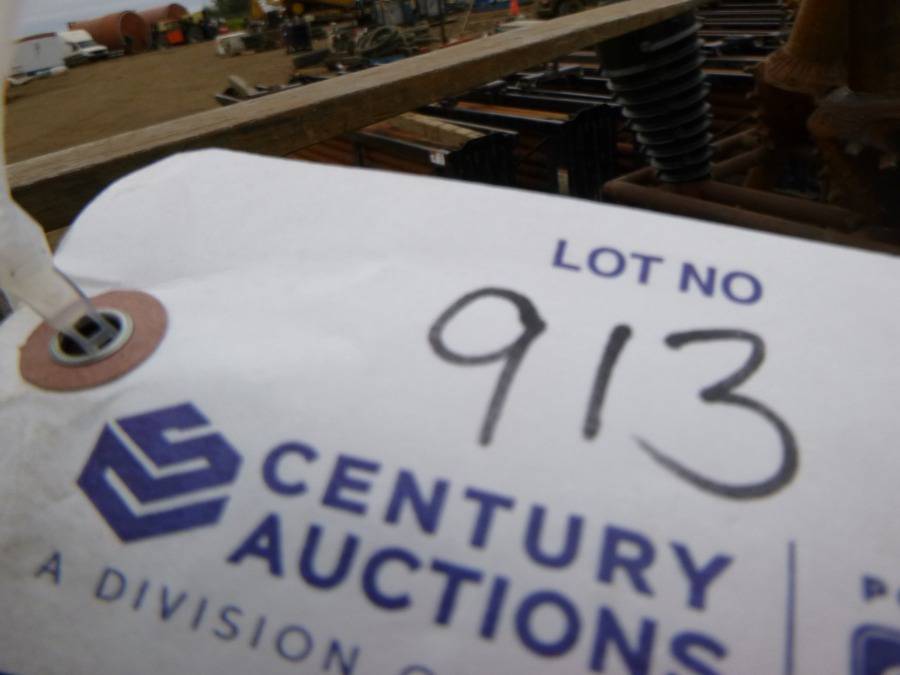 LOT NO
913
CENTURY
AUCTIONS
A DIVISION